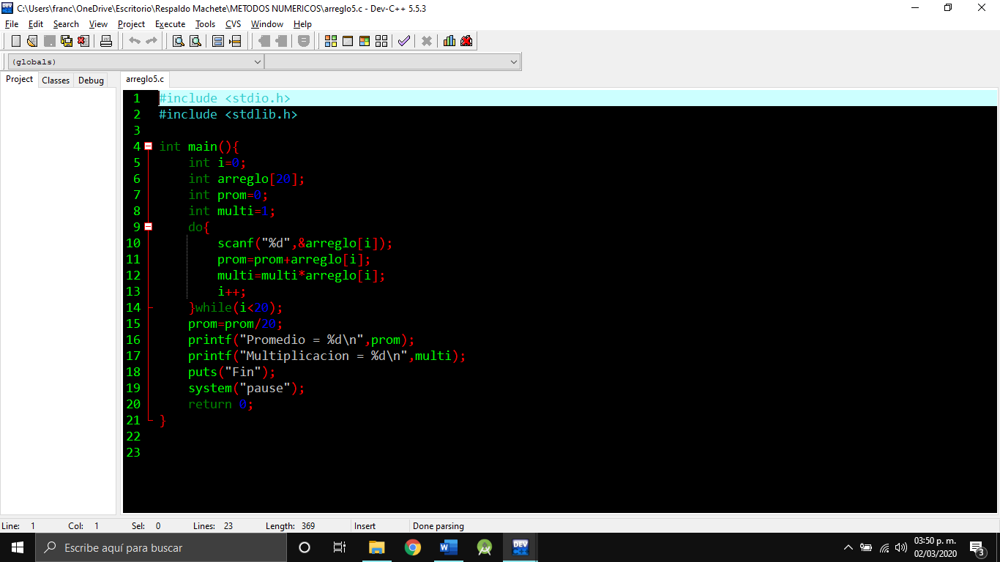 C:\Users\franc\OneDrive\Escritorio\Respaldo Machete\METODOS NUMERICOS\arreglo5.c - Dev-C++ 5.5.3
File Edit Search View Project Execute Tools CVS Window Help
(globals)
Project Classes Debug arreglo5.c
1 #include <stdio.h>
2 #include <stdlib.h>
3
4 int main(){
5 int i=0;
6 int arreglo[20];
7 int prom=0;
8 int multi=1;
9 do{
10 scanf("%d",&arreglo[i]);
11 prom=prom+arreglo[i];
12 multi=multi*arreglo[i];
13 i++;
14 }while(i<20);
15 prom=prom/20;
16 printf("Promedio = %d\n",prom);
17 printf("Multiplicacion = %d\n",multi);
18 puts("Fin");
19 system("pause");
20 return 0;
21 }
22
23
Line: 1 Col: 1 Sel: 0 Lines: 23 Length: 369 Insert Done parsing
Escribe aquí para buscar
DEV
03:50 p. m.
02/03/2020
3